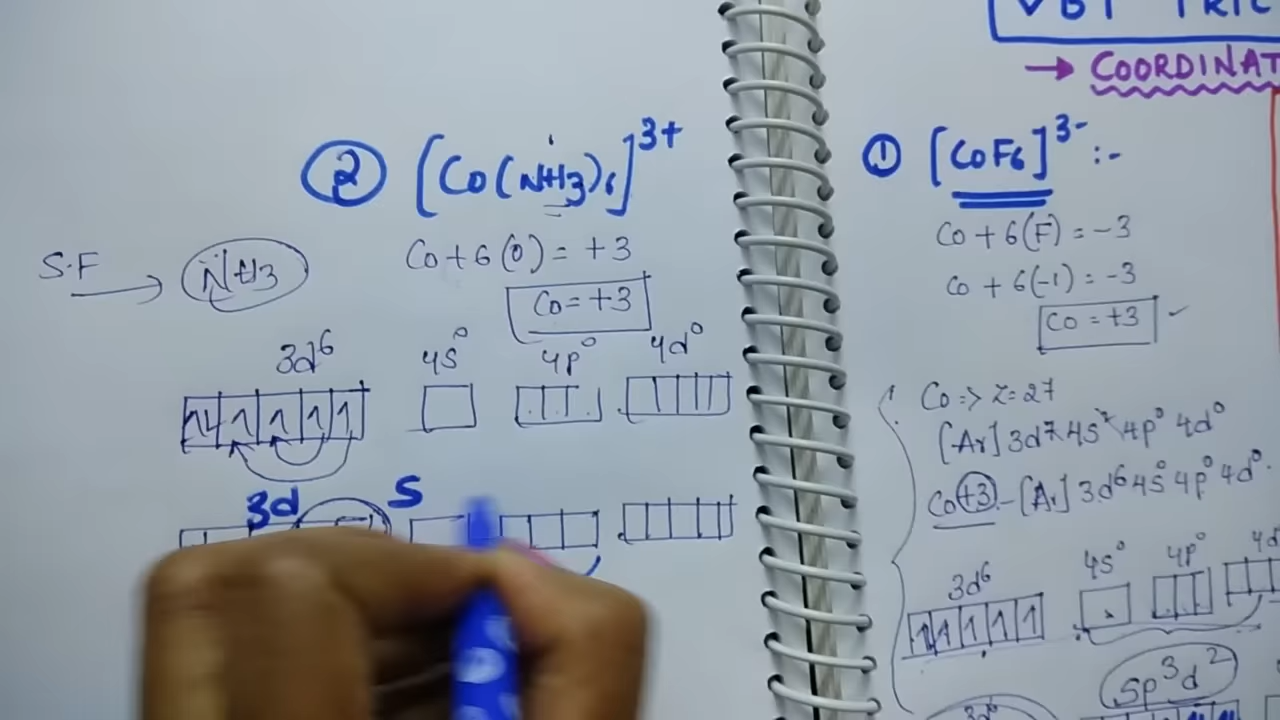 ② [Co(NH3)6]3+
S.F → NH3
Co+6(0) = +3
Co = +3
3d6 4s0 4p0 4d0
3d S
→ COORDINAT
① [CoF6]3- :-
Co + 6(F) = -3
Co + 6(-1) = -3
Co = +3
Co => Z=27
[Ar] 3d7 4s2 4p0 4d0
Co+3 - [Ar] 3d6 4s0 4p0 4d0
3d6 4s0 4p0 4d
sp3d2